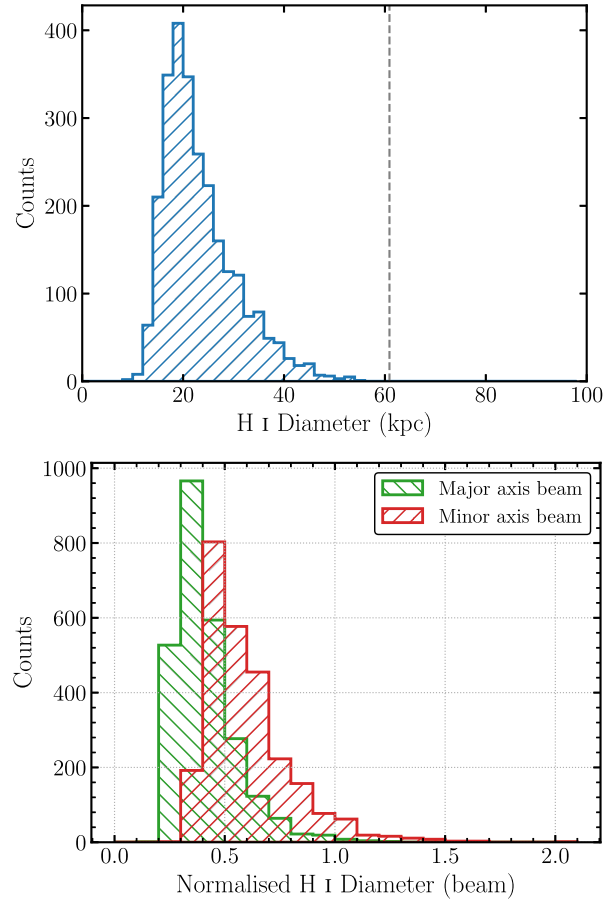 400
300
200
100
0
Counts
0 20 40 60 80 100
H ɪ Diameter (kpc)
1000
800
600
400
200
0
Counts
Major axis beam
Minor axis beam
0.0 0.5 1.0 1.5 2.0
Normalised H ɪ Diameter (beam)